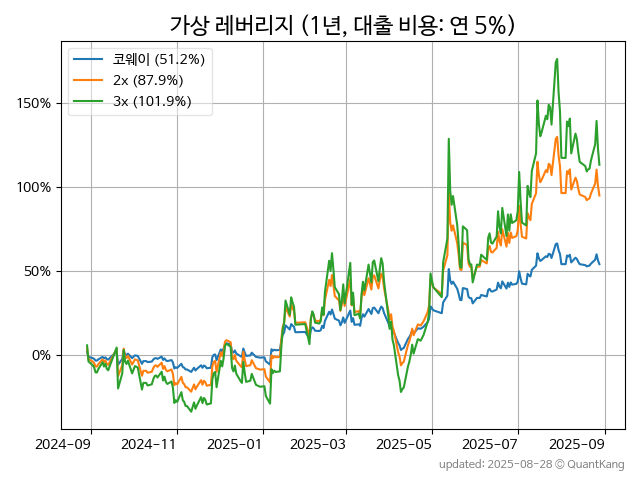 가상 레버리지 (1년, 대출 비용: 연 5%)
코웨이 (51.2%)
2x (87.9%)
3x (101.9%)
150%
100%
50%
0%
2024-09
2024-11
2025-01
2025-03
2025-05
2025-07
2025-09
updated: 2025-08-28 © QuantKang